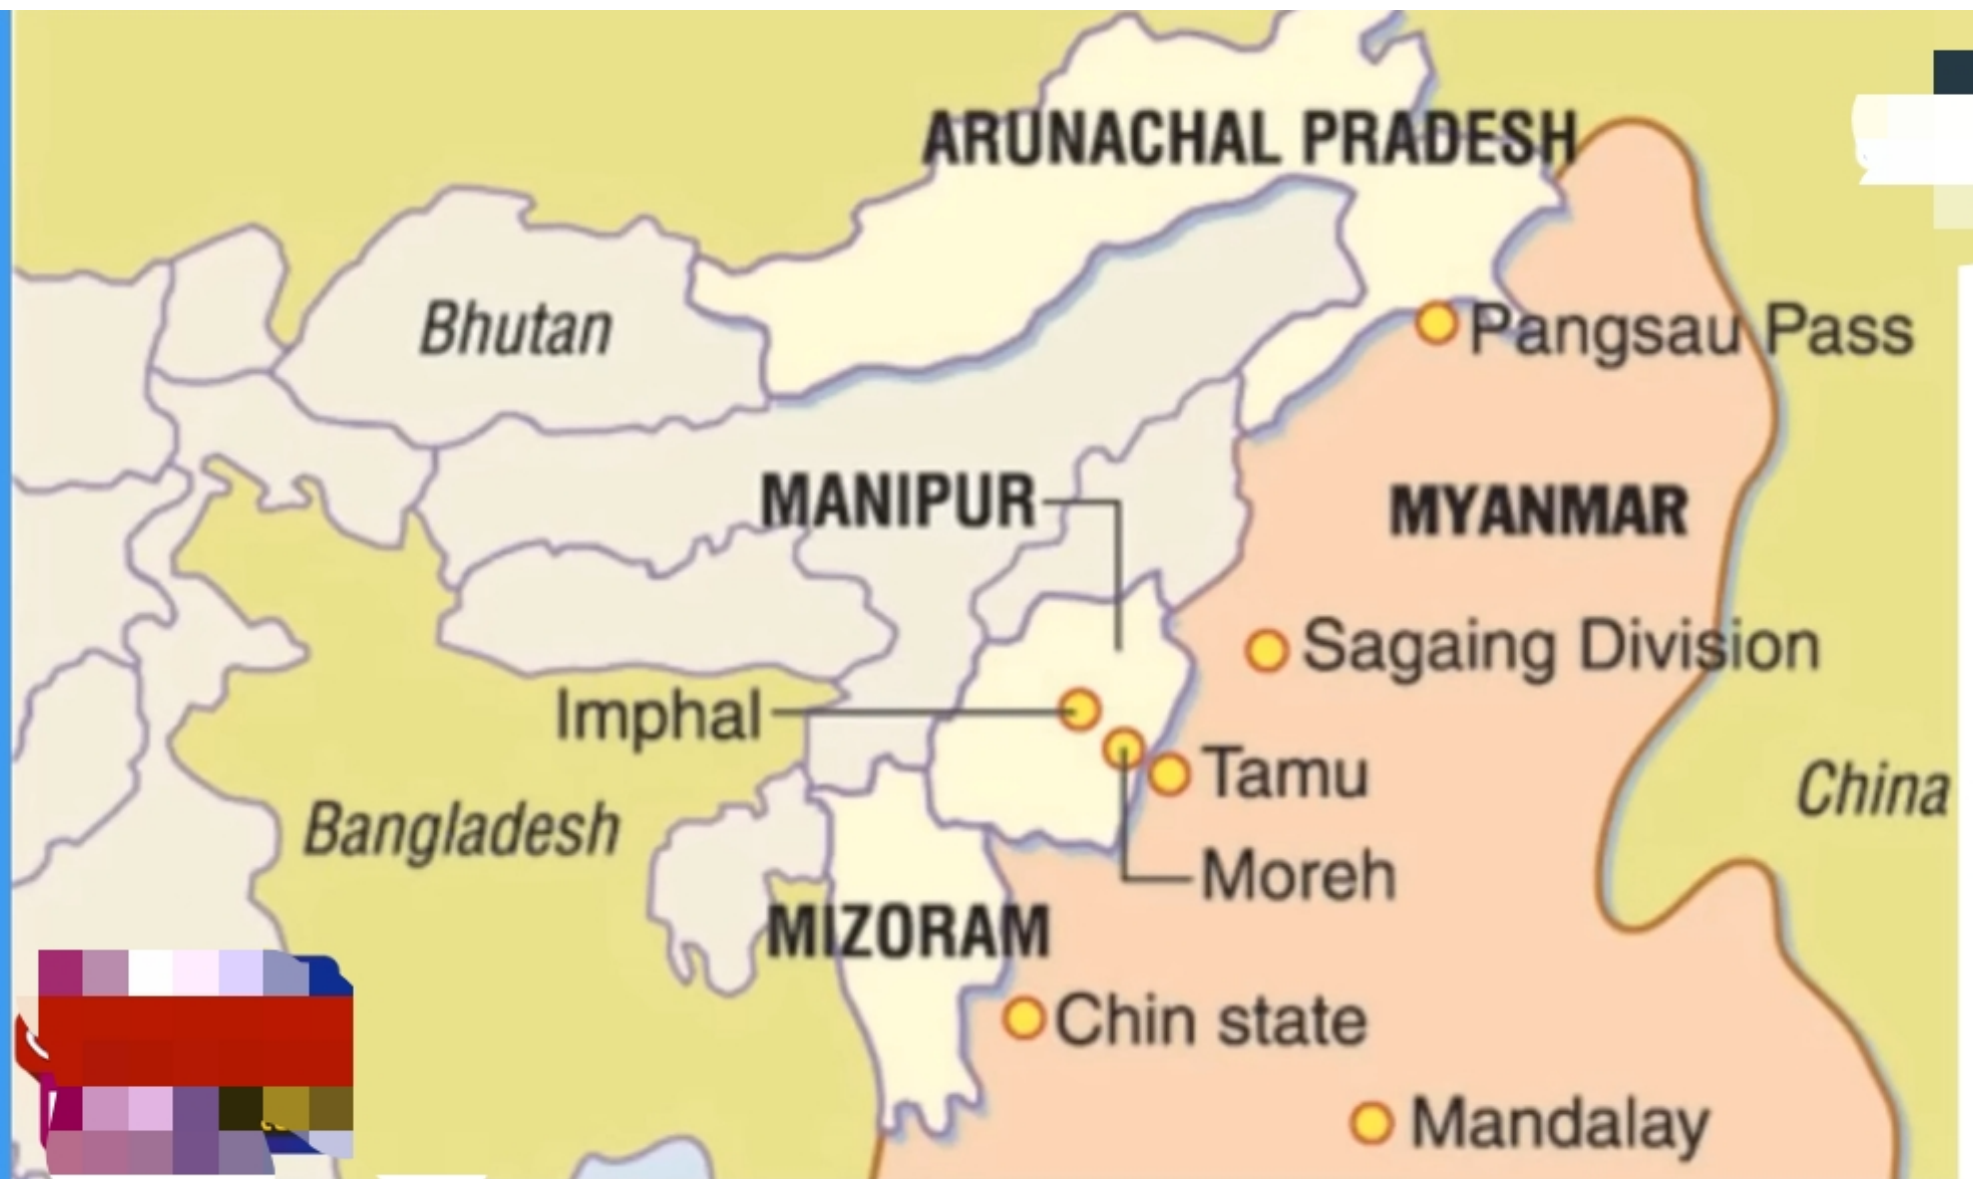 ARUNACHAL PRADESH
Bhutan
Pangsau Pass
MANIPUR
MYANMAR
Sagaing Division
Imphal
Tamu
China
Bangladesh
Moreh
MIZORAM
Chin state
Mandalay